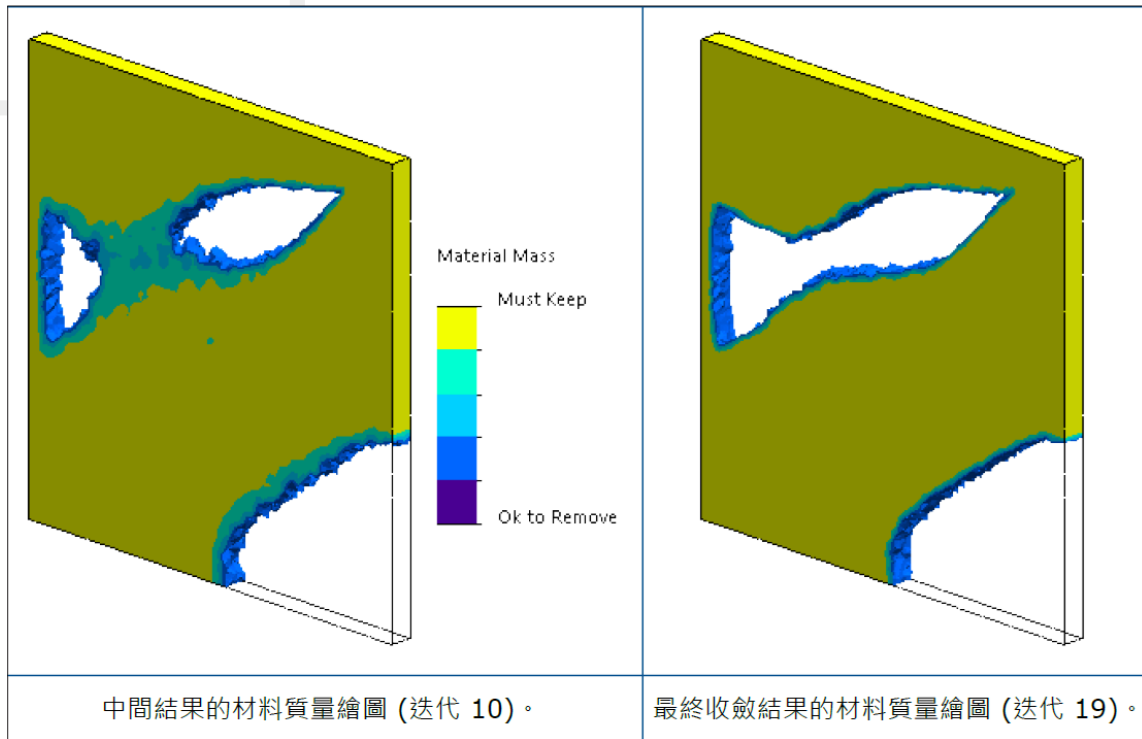 Material Mass
Must Keep
Ok to Remove
中間結果的材料質量繪圖 (迭代 10)。
最終收斂結果的材料質量繪圖 (迭代 19)。